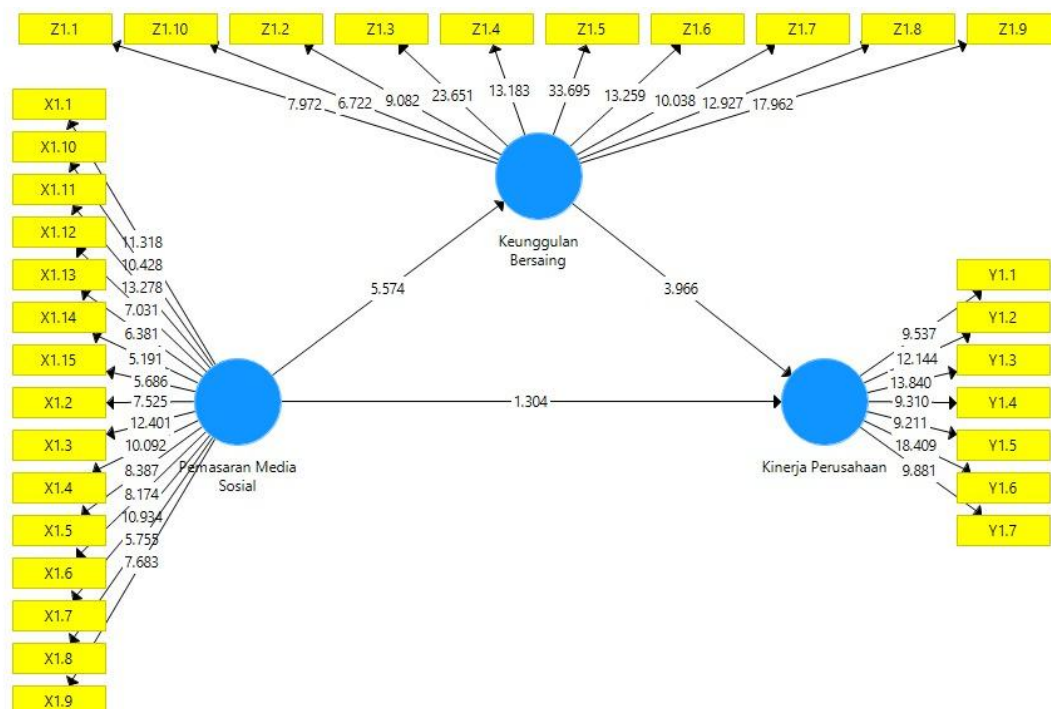 Z1.1 Z1.10 Z1.2 Z1.3 Z1.4 Z1.5 Z1.6 Z1.7 Z1.8 Z1.9
7.972 6.722 9.082 23.651 13.183 33.695 13.259 10.038 12.927 17.962
X1.1
X1.10
X1.11
X1.12
X1.13
X1.14
X1.15
X1.2
X1.3
X1.4
X1.5
X1.6
X1.7
X1.8
X1.9
11.318
10.428
13.278
7.031
6.381
5.191
5.686
7.525
12.401
10.092
8.387
8.174
10.934
5.755
7.683
Pemasaran Media
Sosial
5.574
Keunggulan
Bersaing
3.966
1.304
Kinerja Perusahaan
9.537
12.144
13.840
9.310
9.211
18.409
9.881
Y1.1
Y1.2
Y1.3
Y1.4
Y1.5
Y1.6
Y1.7